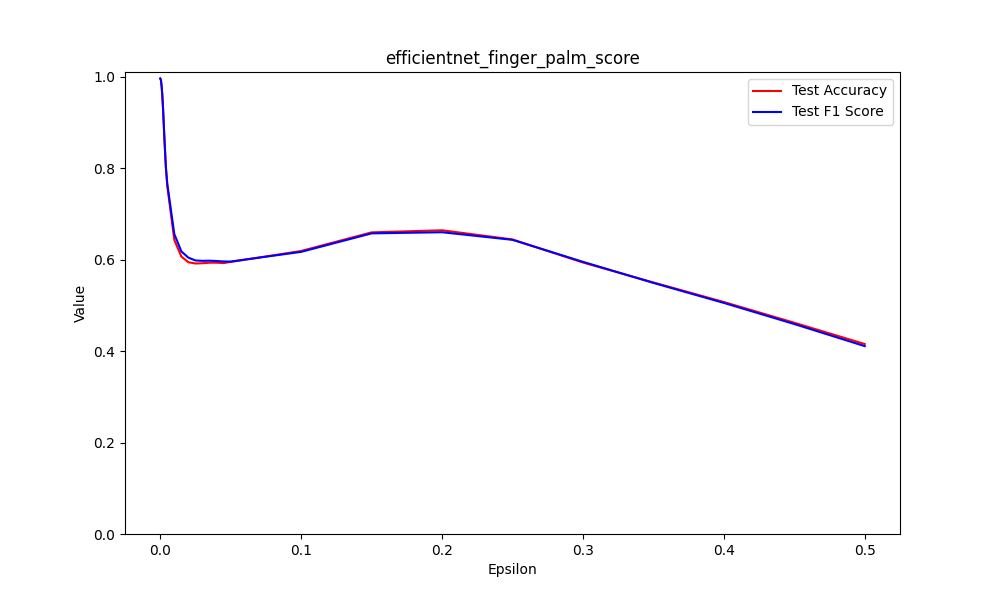 efficientnet_finger_palm_score
Test Accuracy
Test F1 Score
1.0
0.8
0.6
0.4
0.2
0.0
Value
0.0 0.1 0.2 0.3 0.4 0.5
Epsilon